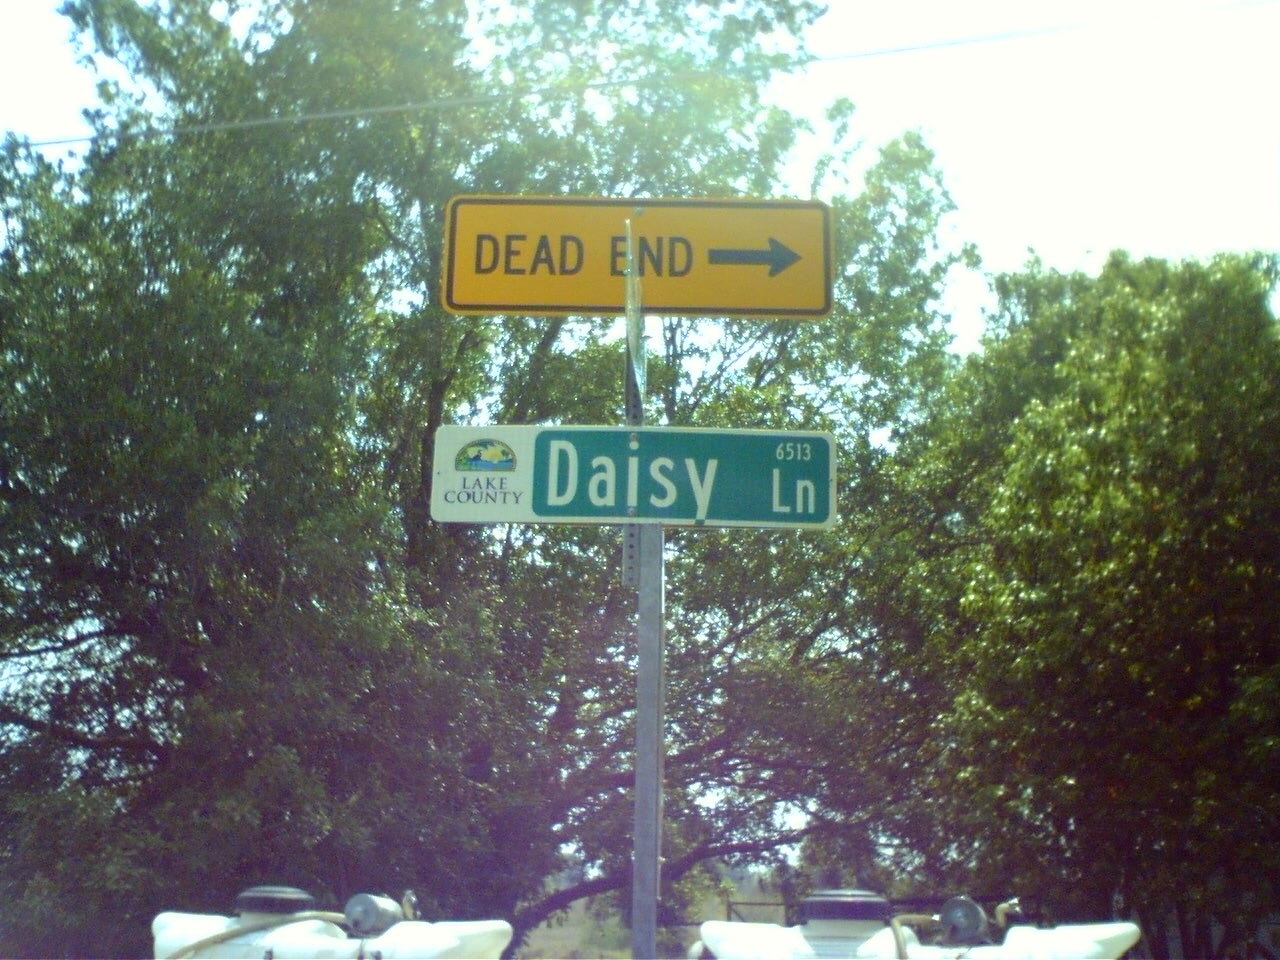 DEAD END
LAKE
COUNTY
Daisy Ln
6513